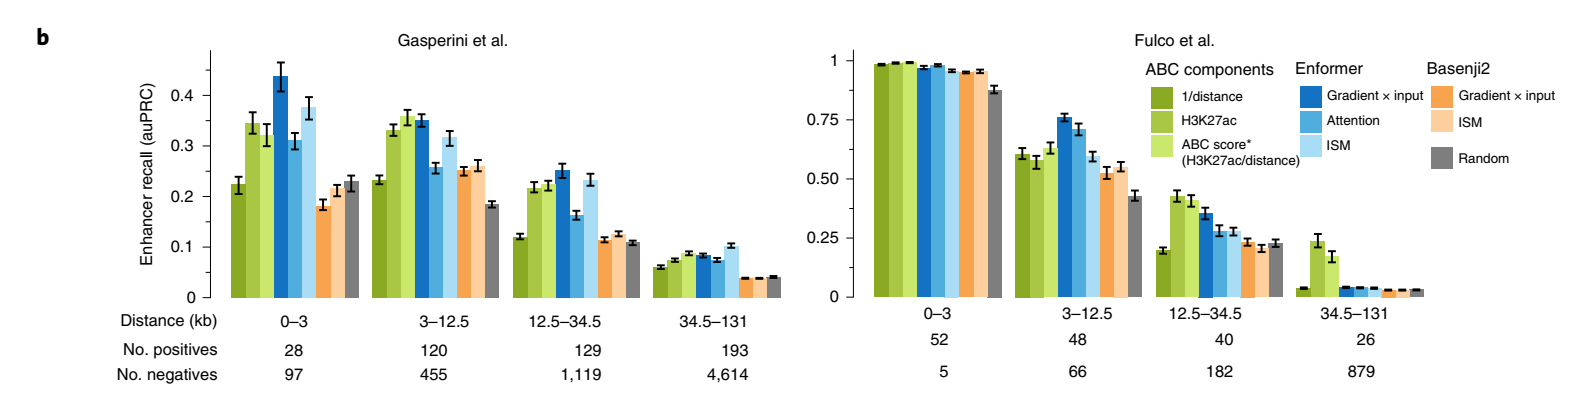 b
Gasperini et al.
Enhancer recall (auPRC)
0.4
0.3
0.2
0.1
0
Distance (kb) 0–3 3–12.5 12.5–34.5 34.5–131
No. positives 28 120 129 193
No. negatives 97 455 1,119 4,614
Fulco et al.
1
0.75
0.50
0.25
0
0–3 3–12.5 12.5–34.5 34.5–131
52 48 40 26
5 66 182 879
ABC components
1/distance
H3K27ac
ABC score*
(H3K27ac/distance)
Enformer
Gradient × input
Attention
ISM
Basenji2
Gradient × input
ISM
Random